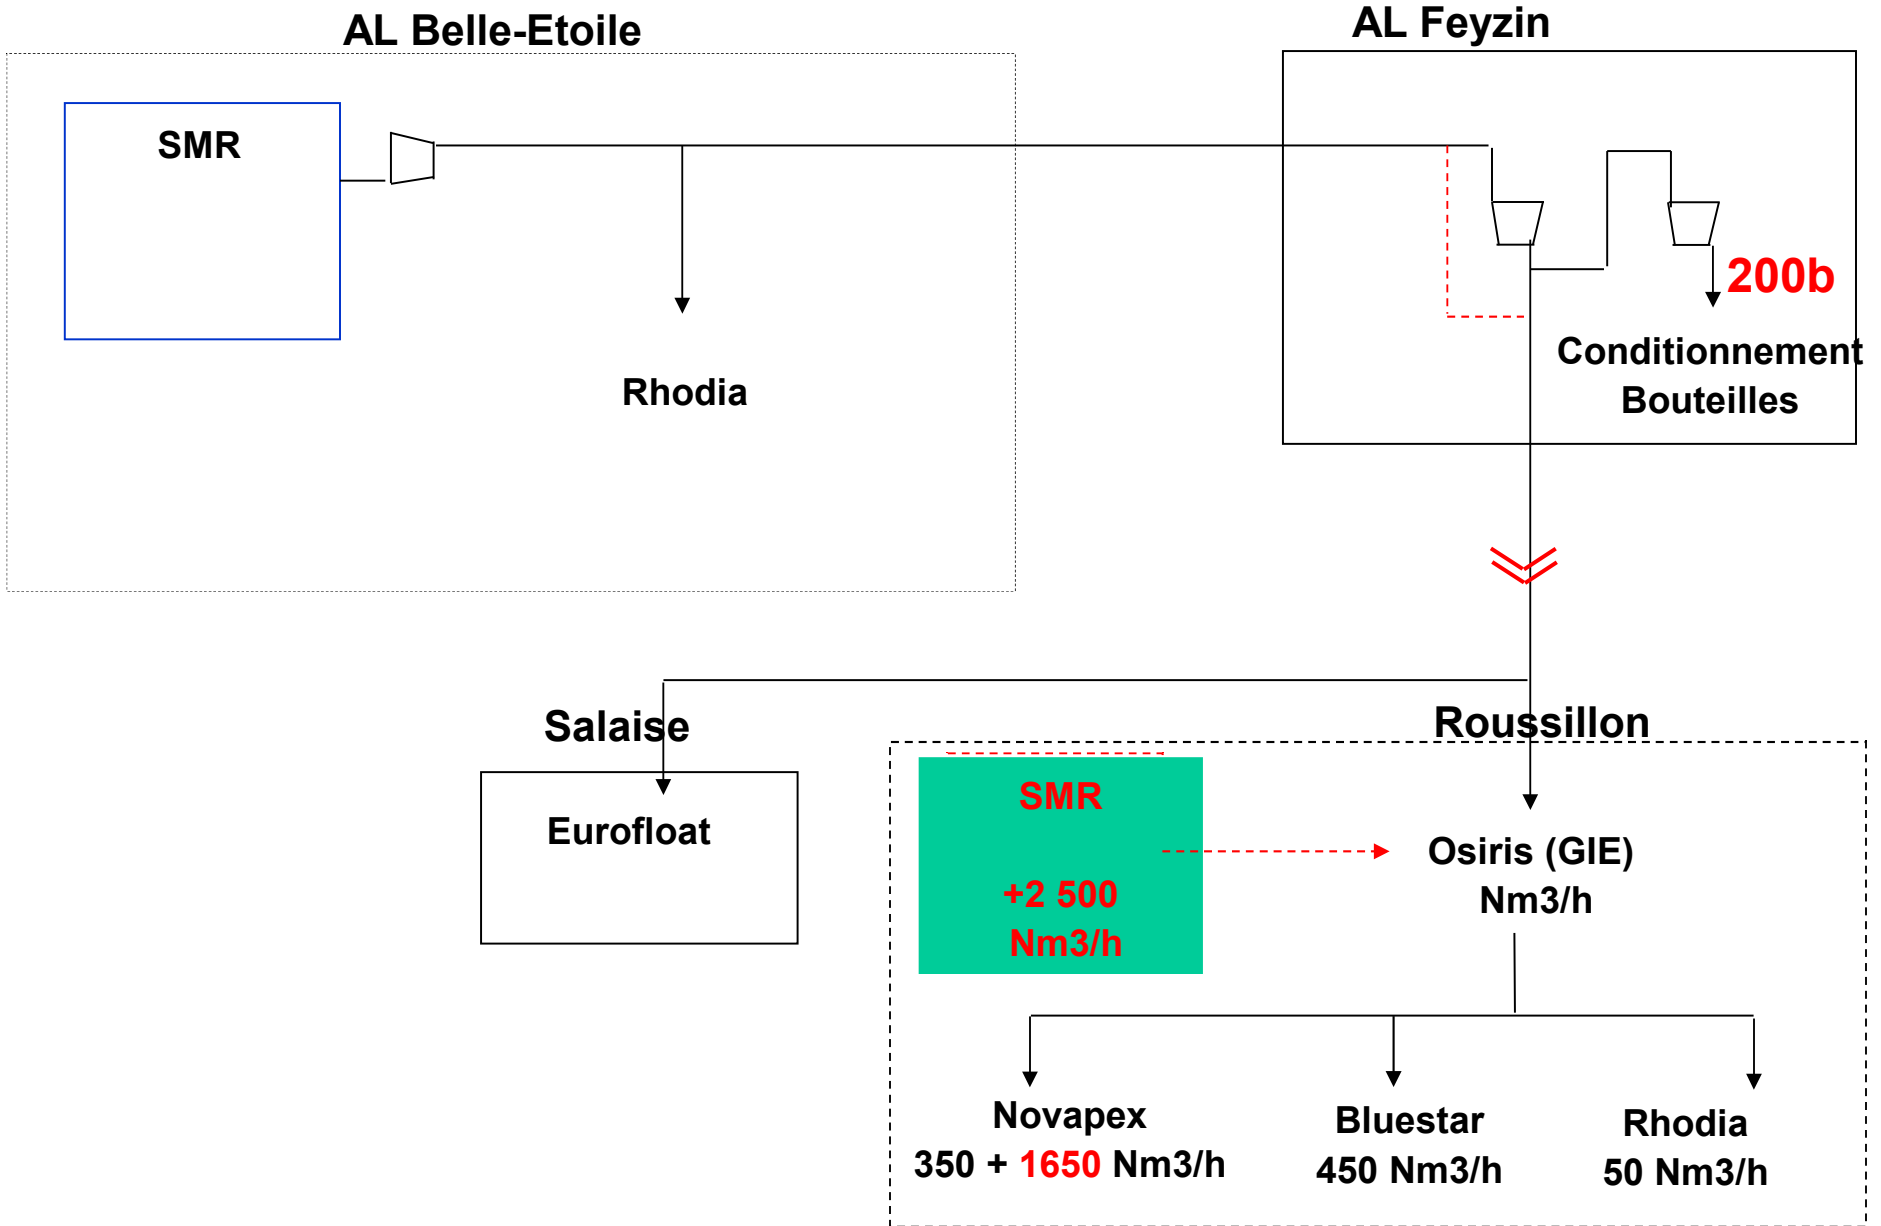 AL Belle-Etoile
AL Feyzin
SMR
200b
Conditionnement
Bouteilles
Rhodia
Salaise
Roussillon
Eurofloat
SMR
+2 500
Nm3/h
Osiris (GIE)
Nm3/h
Novapex
350 + 1650 Nm3/h
Bluestar
450 Nm3/h
Rhodia
50 Nm3/h